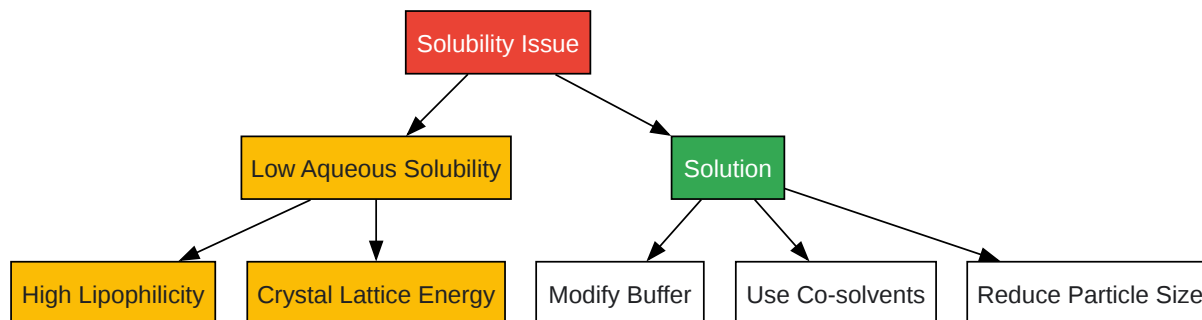 Solubility Issue
Low Aqueous Solubility
Solution
High Lipophilicity
Crystal Lattice Energy
Modify Buffer
Use Co-solvents
Reduce Particle Size